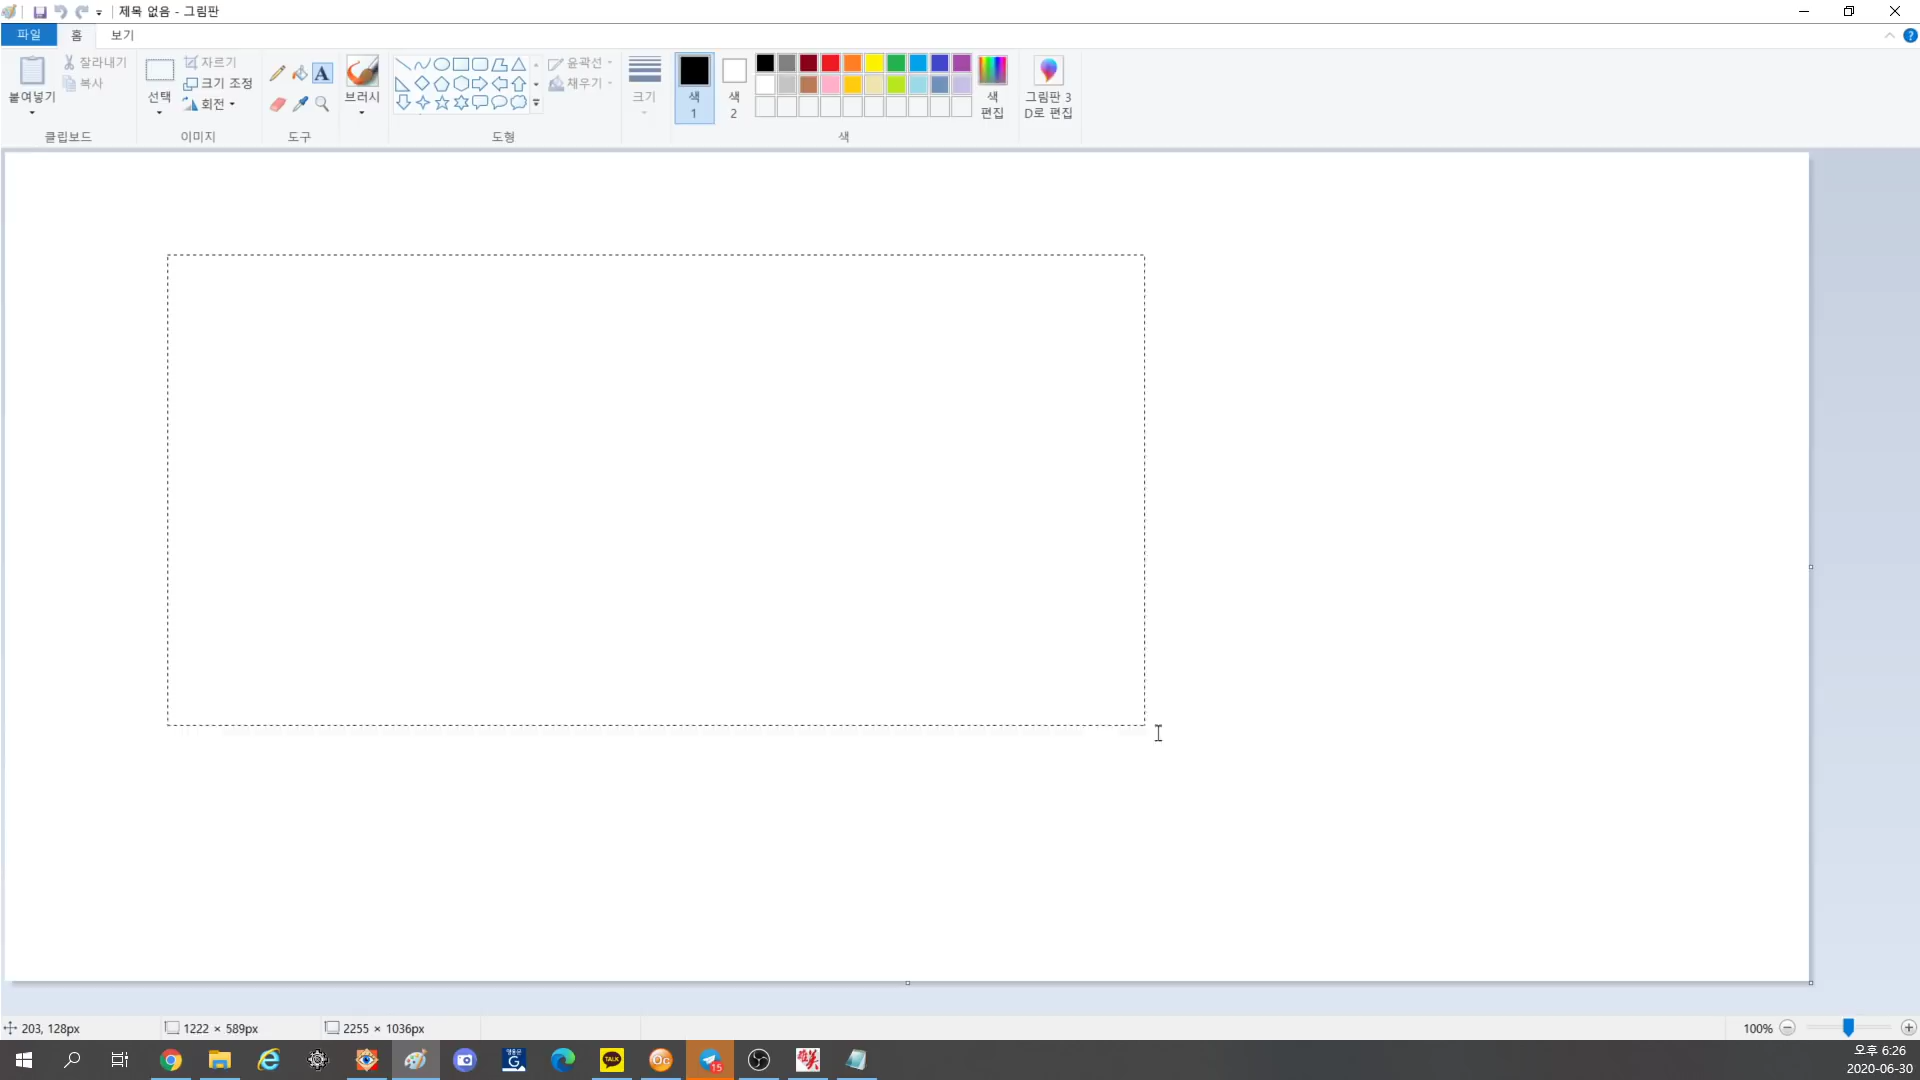 제목 없음 - 그림판
파일 홈 보기
붙여넣기
잘라내기
복사
클립보드
선택
자르기
크기 조정
회전
이미지
A
도구
브러시
윤곽선
채우기
도형
크기
색 1
색 2
색 편집
색
그림판 3D로 편집
203, 128px
1222 × 589px
2255 × 1036px
100%
TALK
Oc
15
오후 6:26
2020-06-30